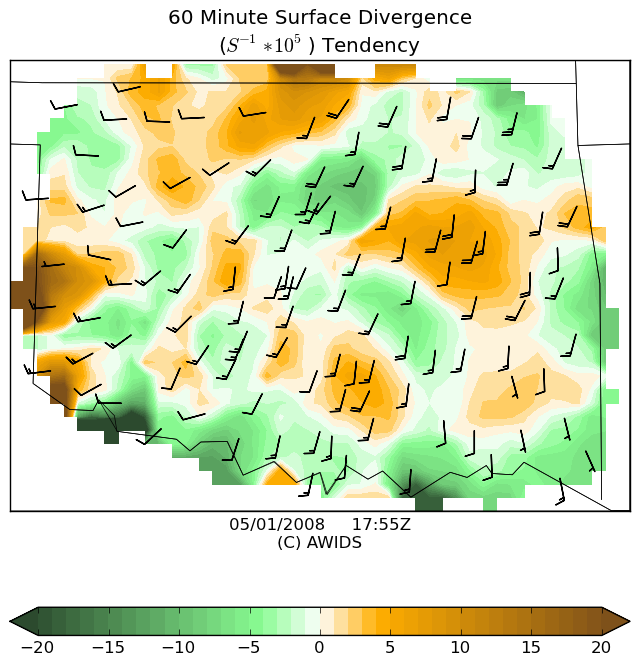 60 Minute Surface Divergence
(S⁻¹ * 10⁵ ) Tendency
05/01/2008 17:55Z
(C) AWIDS
−20 −15 −10 −5 0 5 10 15 20